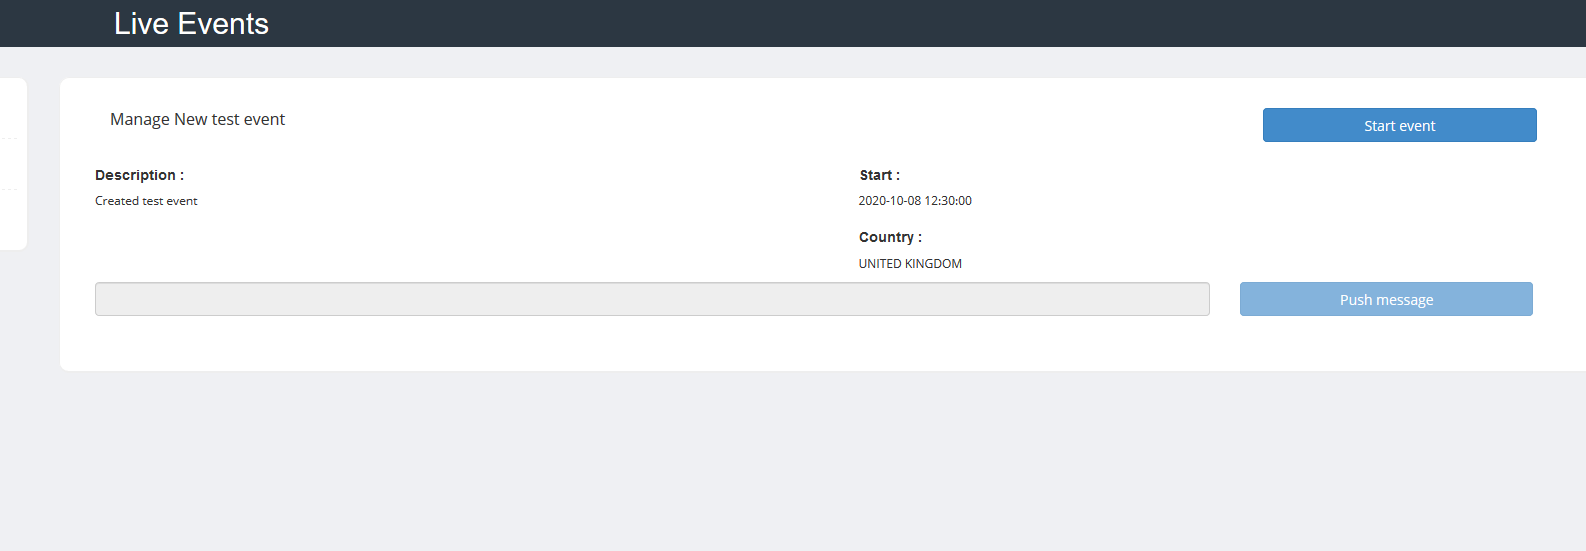 Live Events
Manage New test event
Start event
Description :
Created test event
Start :
2020-10-08 12:30:00
Country :
UNITED KINGDOM
Push message